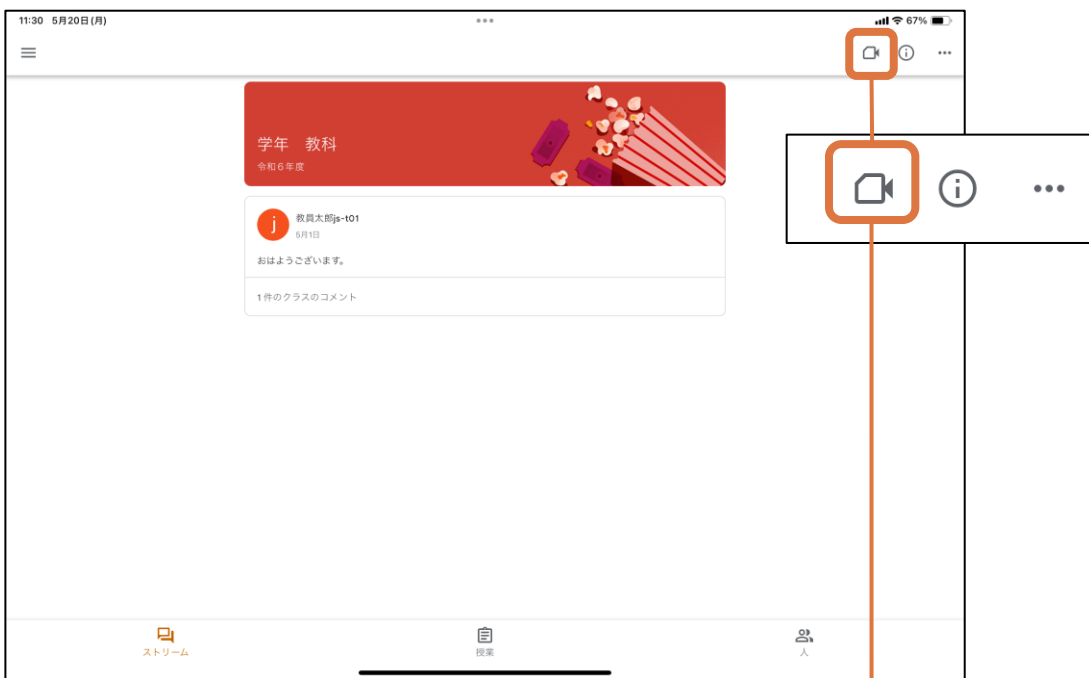 11:30 5月20日(月)
67%
学年 教科
令和6年度
j
教員太郎js-t01
5月1日
おはようございます。
1件のクラスのコメント
ストリーム
授業
人